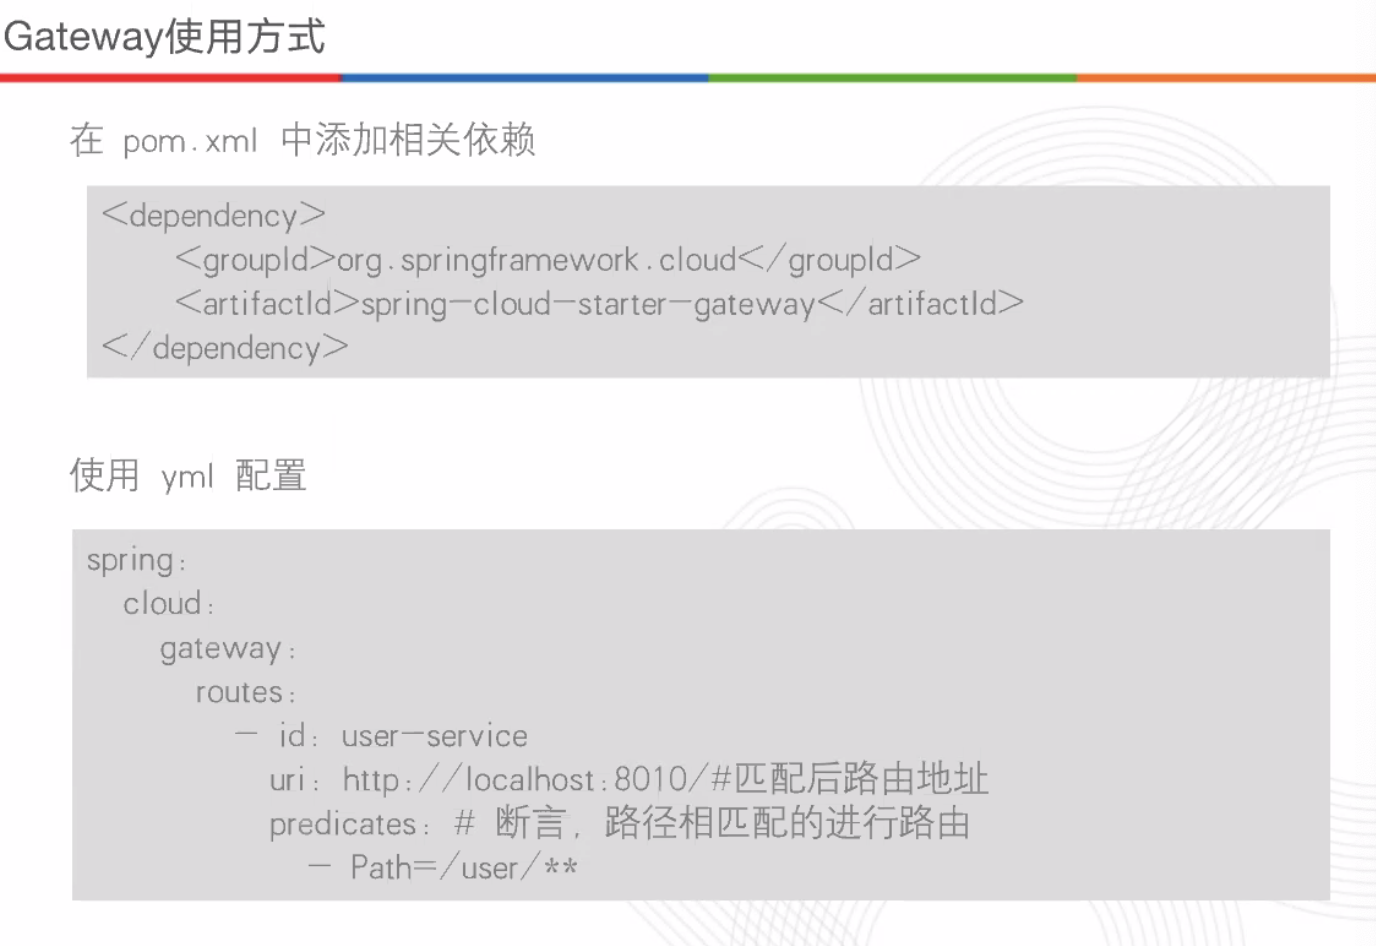 Gateway使用方式
在 pom.xml 中添加相关依赖
<dependency>
<groupId>org.springframework.cloud</groupId>
<artifactId>spring-cloud-starter-gateway</artifactId>
</dependency>
使用 yml 配置
spring:
cloud:
gateway:
routes:
- id: user-service
uri: http://localhost:8010/#匹配后路由地址
predicates: # 断言，路径相匹配的进行路由
- Path=/user/**